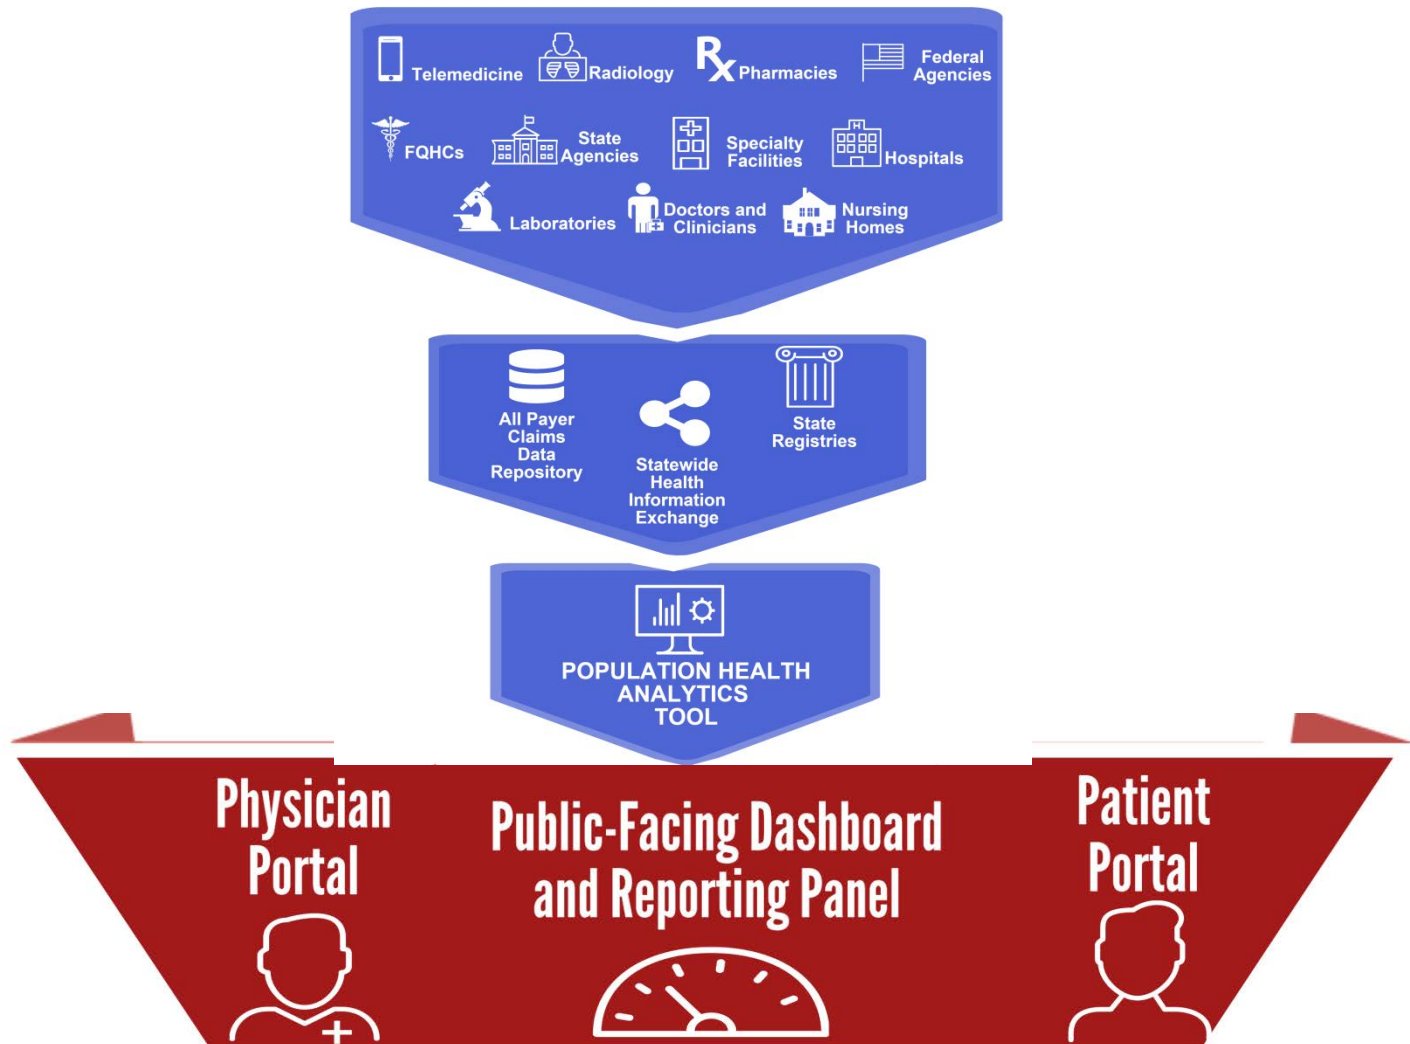 Telemedicine
Radiology
Rx Pharmacies
Federal
Agencies
FQHCs
State
Agencies
Specialty
Facilities
H
Hospitals
Laboratories
Doctors and
Clinicians
Nursing
Homes
All Payer
Claims
Data
Repository
Statewide
Health
Information
Exchange
State
Registries
POPULATION HEALTH
ANALYTICS
TOOL
Physician
Portal
Public-Facing Dashboard
and Reporting Panel
Patient
Portal